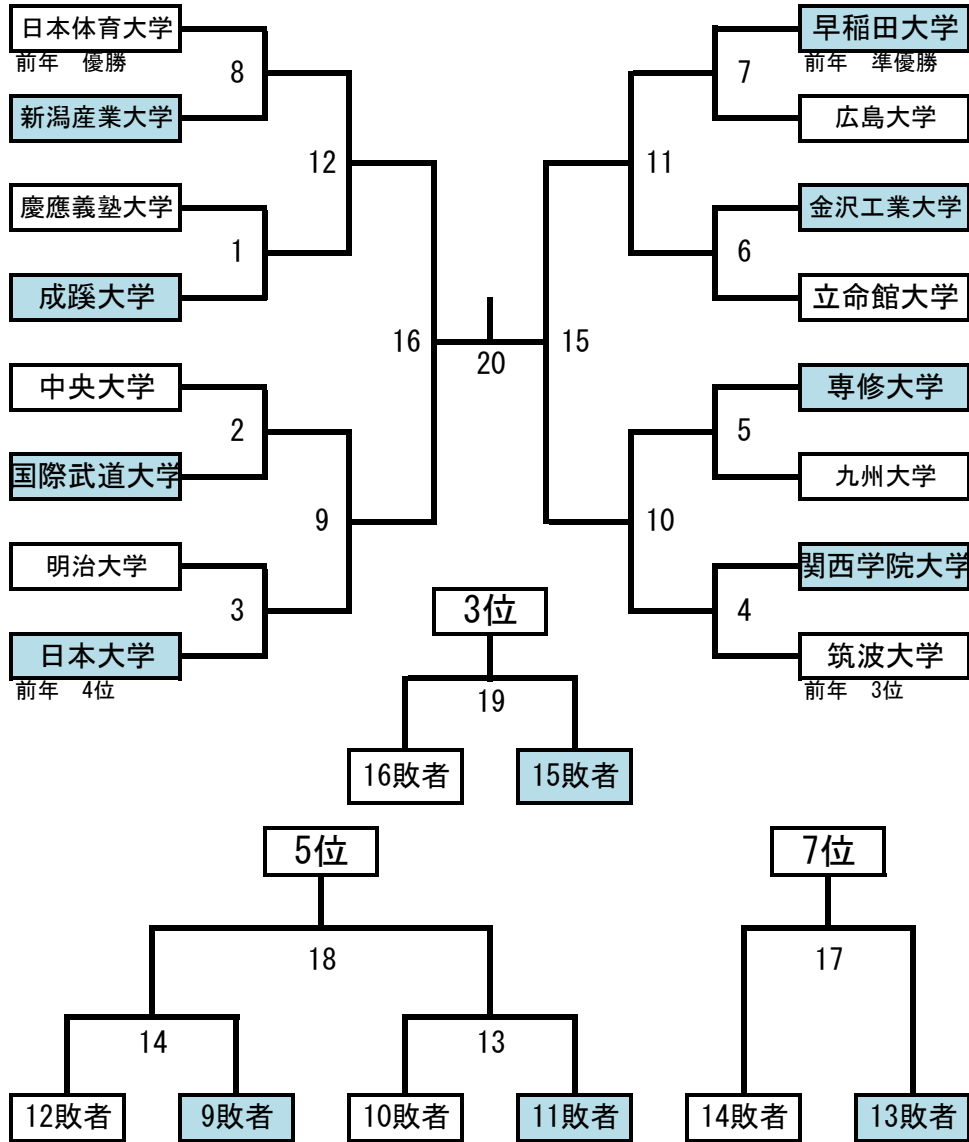 日本体育大学
前年　優勝
8
新潟産業大学
12
慶應義塾大学
1
成蹊大学
16
中央大学
2
国際武道大学
9
明治大学
3
日本大学
前年　4位
早稲田大学
前年　準優勝
7
広島大学
11
金沢工業大学
6
立命館大学
15
20
専修大学
5
九州大学
10
関西学院大学
4
筑波大学
前年　3位
3位
19
16敗者
15敗者
5位
18
14
13
12敗者
9敗者
10敗者
11敗者
7位
17
14敗者
13敗者